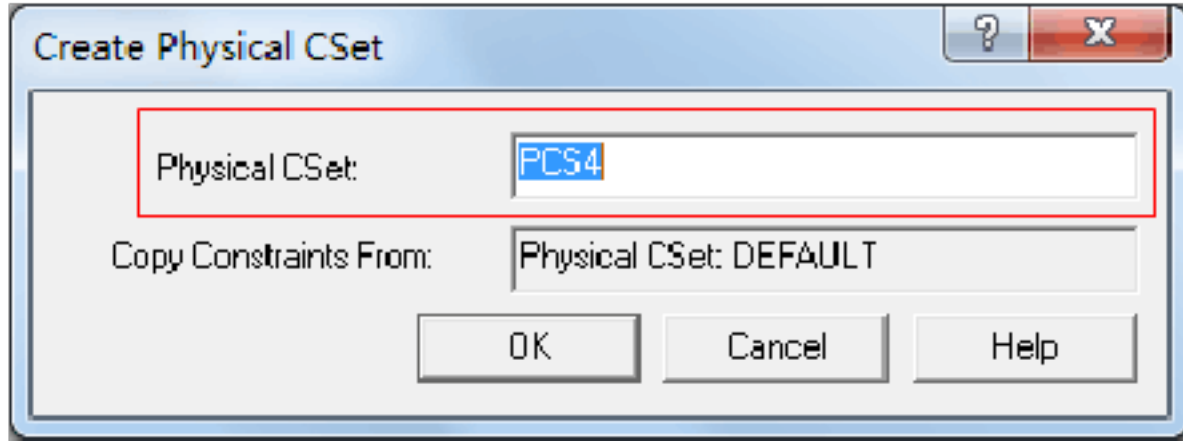 Create Physical CSet
Physical CSet: PCS4
Copy Constraints From: Physical CSet: DEFAULT
OK Cancel Help